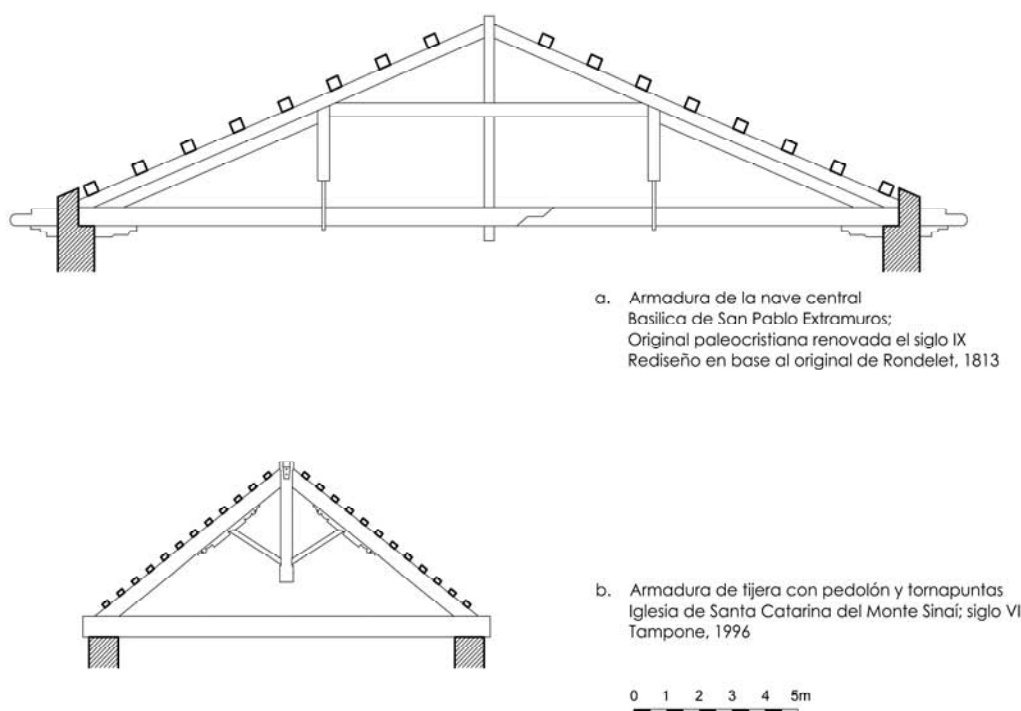 a. Armadura de la nave central
Basilica de San Pablo Extramuros;
Original paleocristiana renovada el siglo IX
Rediseño en base al original de Rondelet, 1813
b. Armadura de tijera con pedolón y tornapuntas
Iglesia de Santa Catarina del Monte Sinaí; siglo VI
Tampone, 1996
0 1 2 3 4 5m